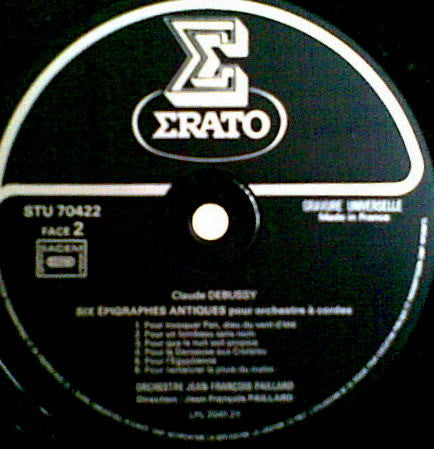 Σ
ΣRATO
STU 70422
GRAVURE UNIVERSELLE
Made in France
FACE 2
SACEM
Claude DEBUSSY
SIX ÉPIGRAPHES ANTIQUES pour orchestre à cordes
1. Pour invoquer Pan, dieu du vent d'été
2. Pour un tombeau sans nom
3. Pour que la nuit soit propice
4. Pour la danseuse aux crotales
5. Pour l'Égyptienne
6. Pour remercier la pluie du matin
ORCHESTRE JEAN-FRANÇOIS PAILLARD
Direction : Jean-François PAILLARD